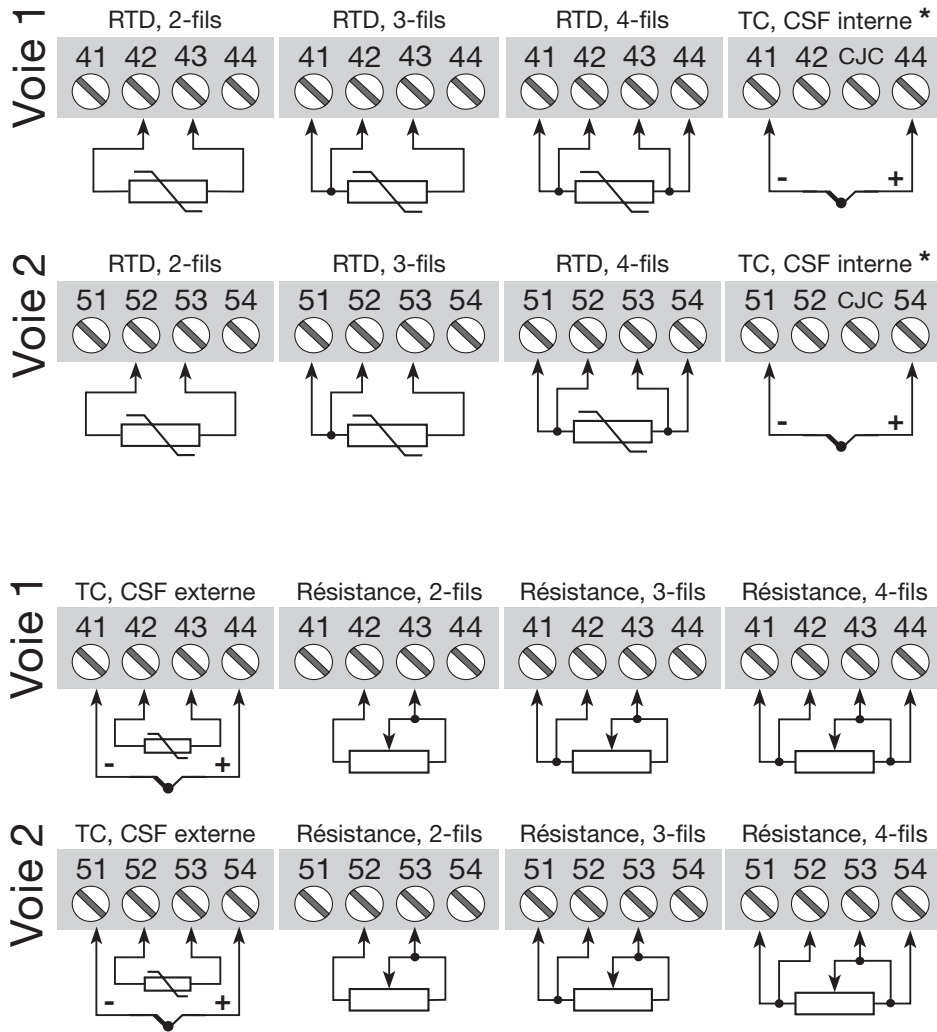 Voie 1
RTD, 2-fils
41 42 43 44
RTD, 3-fils
41 42 43 44
RTD, 4-fils
41 42 43 44
TC, CSF interne *
41 42 CJC 44
- +
Voie 2
RTD, 2-fils
51 52 53 54
RTD, 3-fils
51 52 53 54
RTD, 4-fils
51 52 53 54
TC, CSF interne *
51 52 CJC 54
- +
Voie 1
TC, CSF externe
41 42 43 44
- +
Résistance, 2-fils
41 42 43 44
Résistance, 3-fils
41 42 43 44
Résistance, 4-fils
41 42 43 44
Voie 2
TC, CSF externe
51 52 53 54
- +
Résistance, 2-fils
51 52 53 54
Résistance, 3-fils
51 52 53 54
Résistance, 4-fils
51 52 53 54